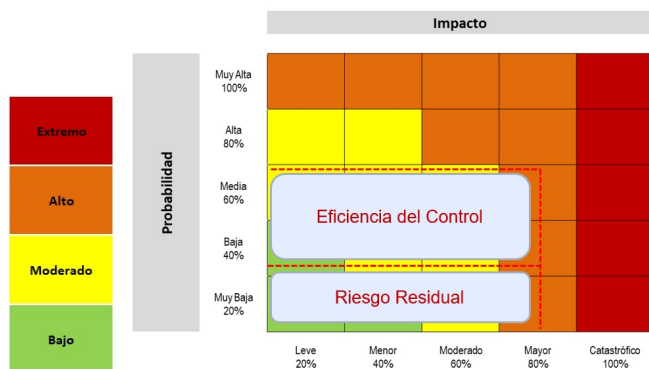 Impacto
Extremo
Alto
Moderado
Bajo
Probabilidad
Muy Alta
100%
Alta
80%
Media
60%
Baja
40%
Muy Baja
20%
Eficiencia del Control
Riesgo Residual
Leve
20%
Menor
40%
Moderado
60%
Mayor
80%
Catastrófico
100%